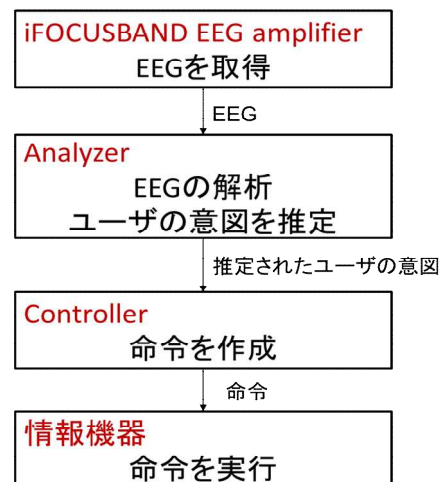 iFOCUSBAND EEG amplifier
EEGを取得
EEG
Analyzer
EEGの解析
ユーザの意図を推定
推定されたユーザの意図
Controller
命令を作成
命令
情報機器
命令を実行